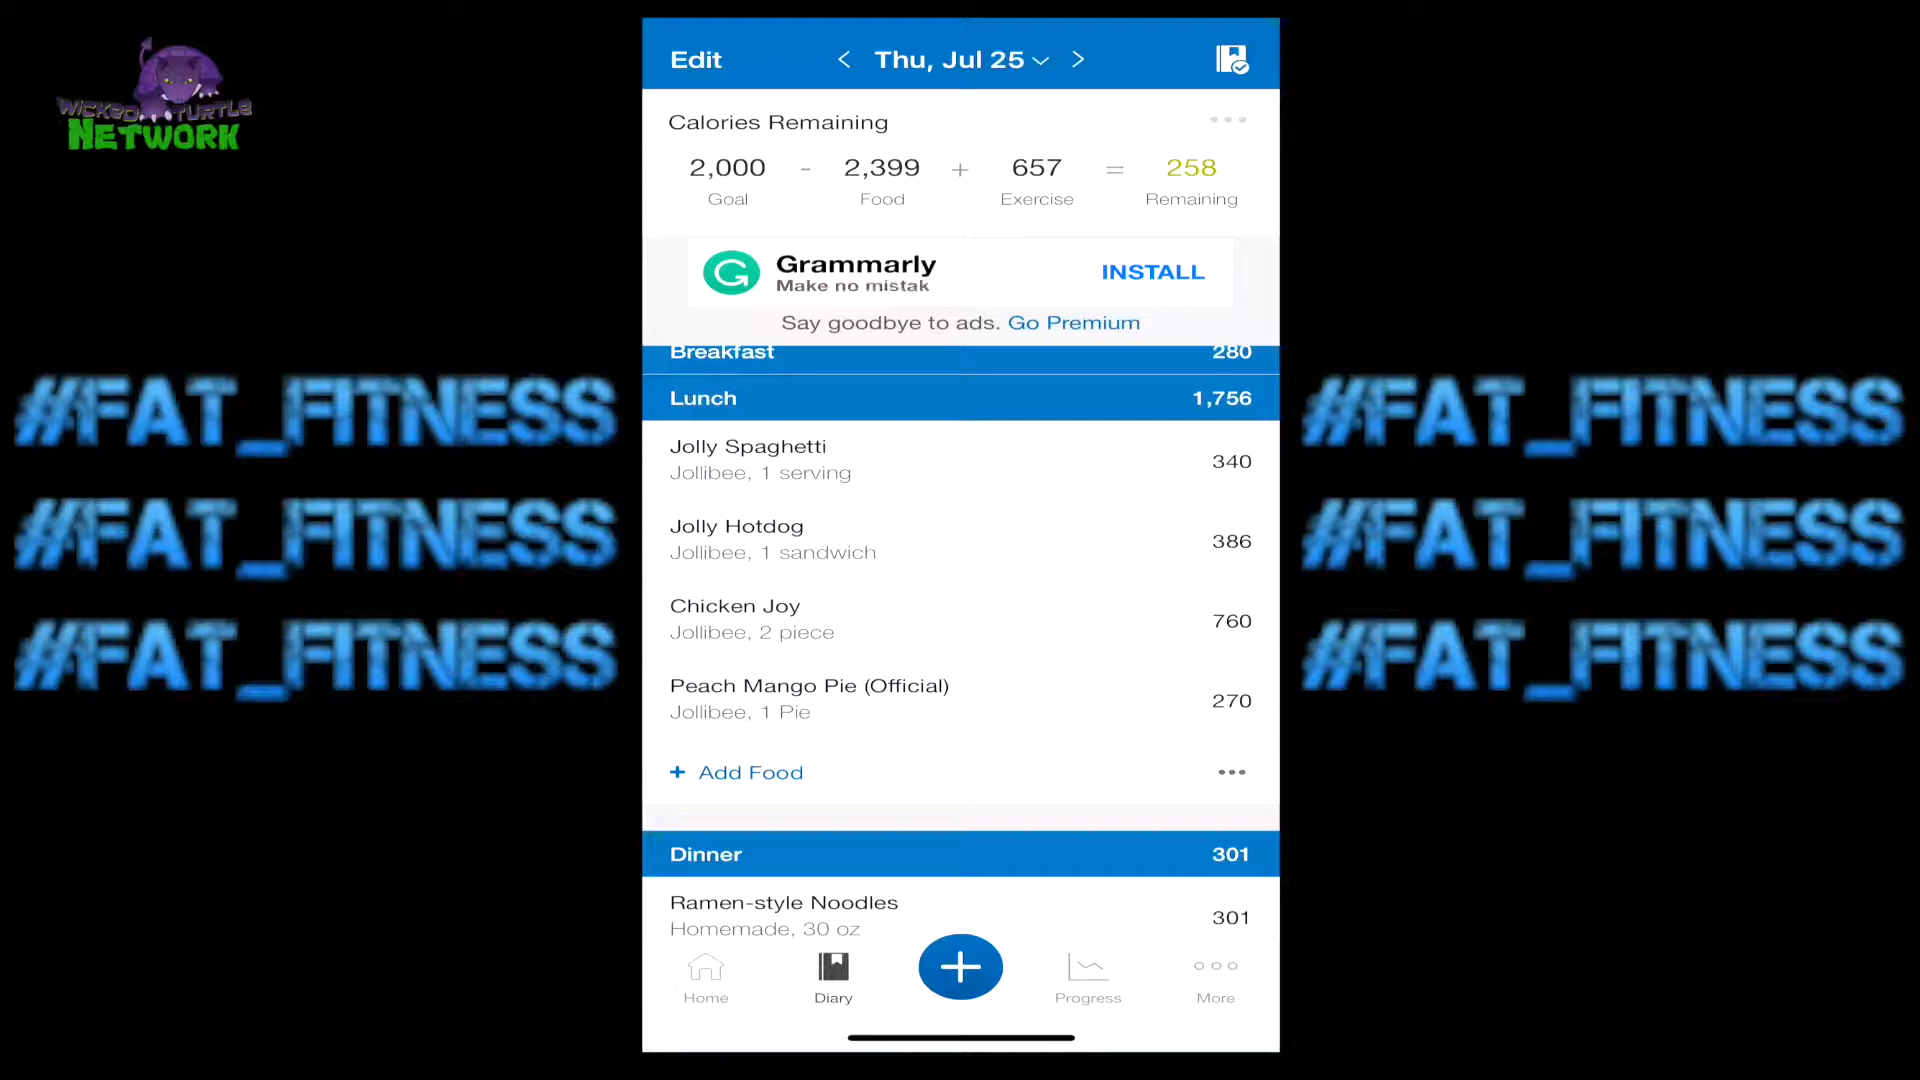 WICKED TURTLE
NETWORK
Edit
Thu, Jul 25
Calories Remaining
2,000 - 2,399 + 657 = 258
Goal Food Exercise Remaining
Grammarly
Make no mistak
INSTALL
Say goodbye to ads. Go Premium
Breakfast 280
Lunch 1,756
Jolly Spaghetti
Jollibee, 1 serving
340
Jolly Hotdog
Jollibee, 1 sandwich
386
Chicken Joy
Jollibee, 2 piece
760
Peach Mango Pie (Official)
Jollibee, 1 Pie
270
+ Add Food
Dinner 301
Ramen-style Noodles
Homemade, 30 oz
301
Home Diary Progress More
#FAT_FITNESS
#FAT_FITNESS
#FAT_FITNESS
#FAT_FITNESS
#FAT_FITNESS
#FAT_FITNESS